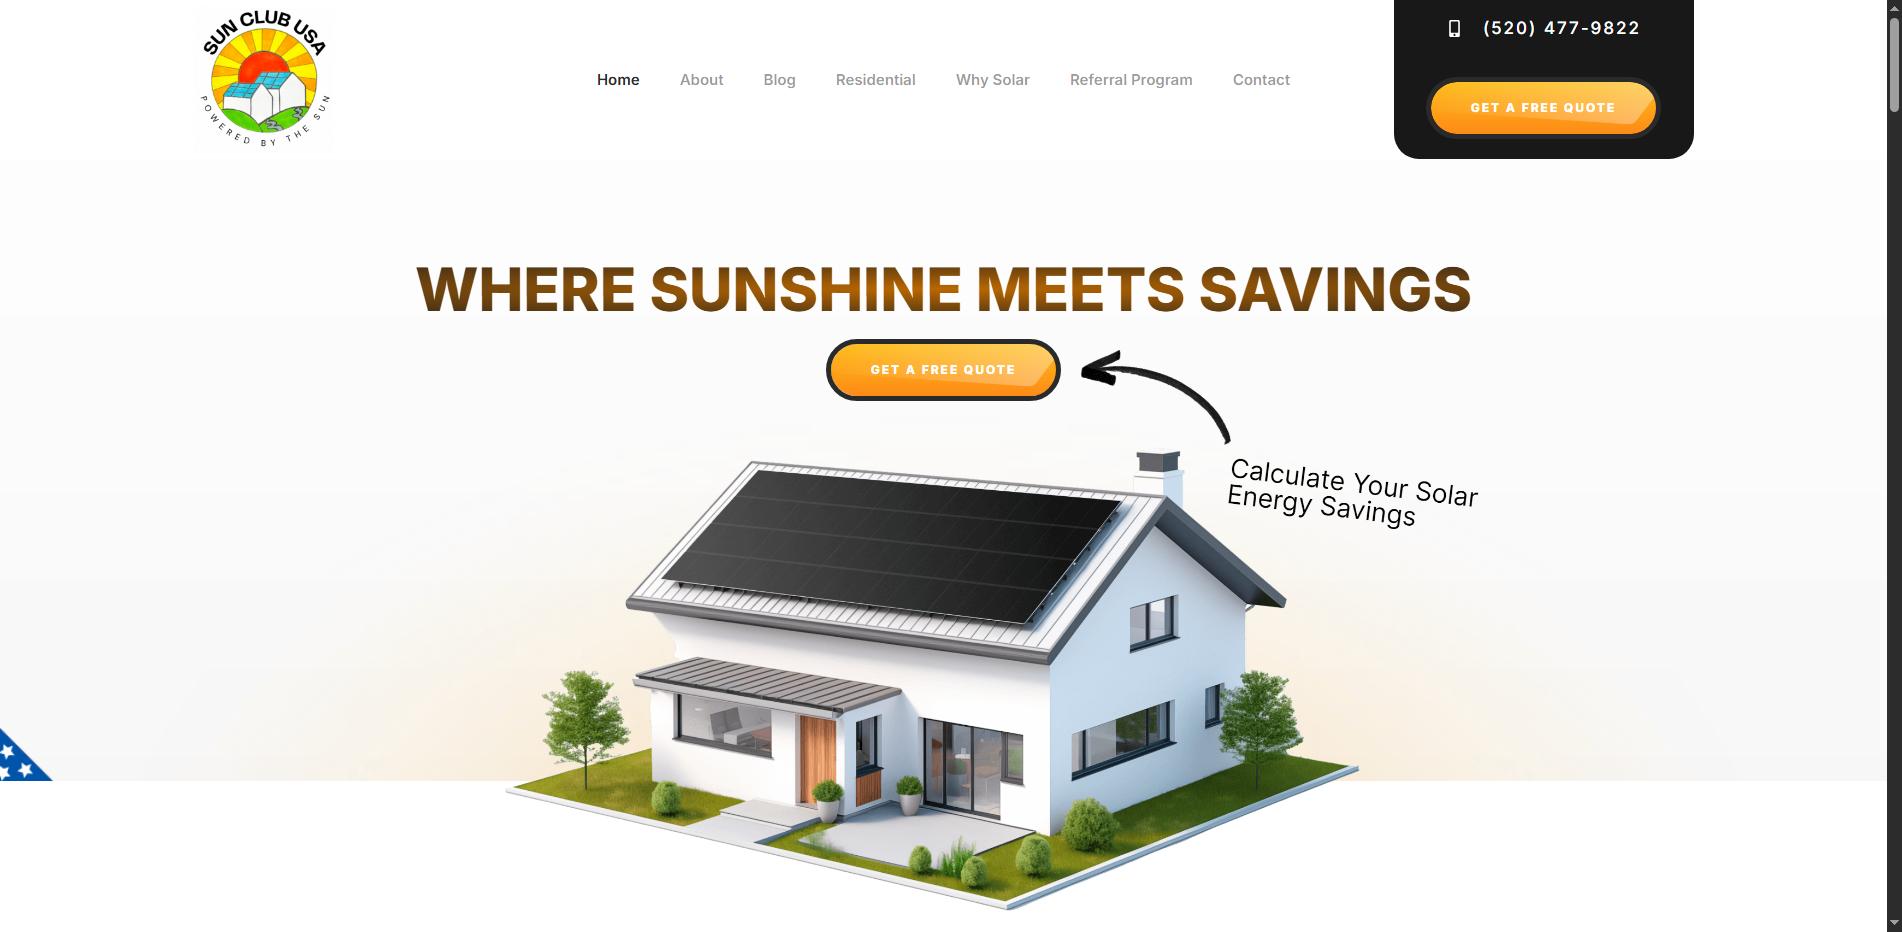 SUN CLUB USA
POWERED BY THE SUN
Home
About
Blog
Residential
Why Solar
Referral Program
Contact
(520) 477-9822
GET A FREE QUOTE
WHERE SUNSHINE MEETS SAVINGS
GET A FREE QUOTE
Calculate Your Solar
Energy Savings